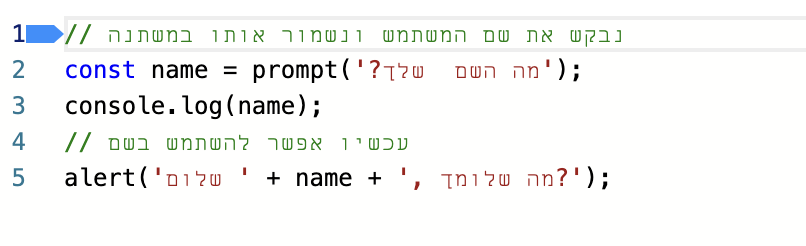 1 // נבקש את שם המשתמש ונשמור אותו במשתנה
2 const name = prompt('מה השם  שלך?');
3 console.log(name);
4 // עכשיו אפשר להשתמש בשם
5 alert('שלום ' + name + ', מה שלומך?');